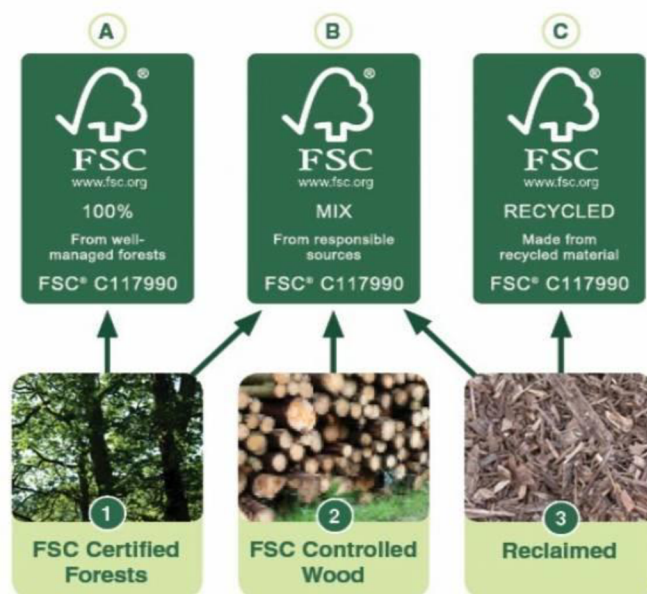 A
B
C
®
FSC
www.fsc.org
100%
From well-
managed forests
FSC® C117990
®
FSC
www.fsc.org
MIX
From responsible
sources
FSC® C117990
®
FSC
www.fsc.org
RECYCLED
Made from
recycled material
FSC® C117990
1
FSC Certified
Forests
2
FSC Controlled
Wood
3
Reclaimed